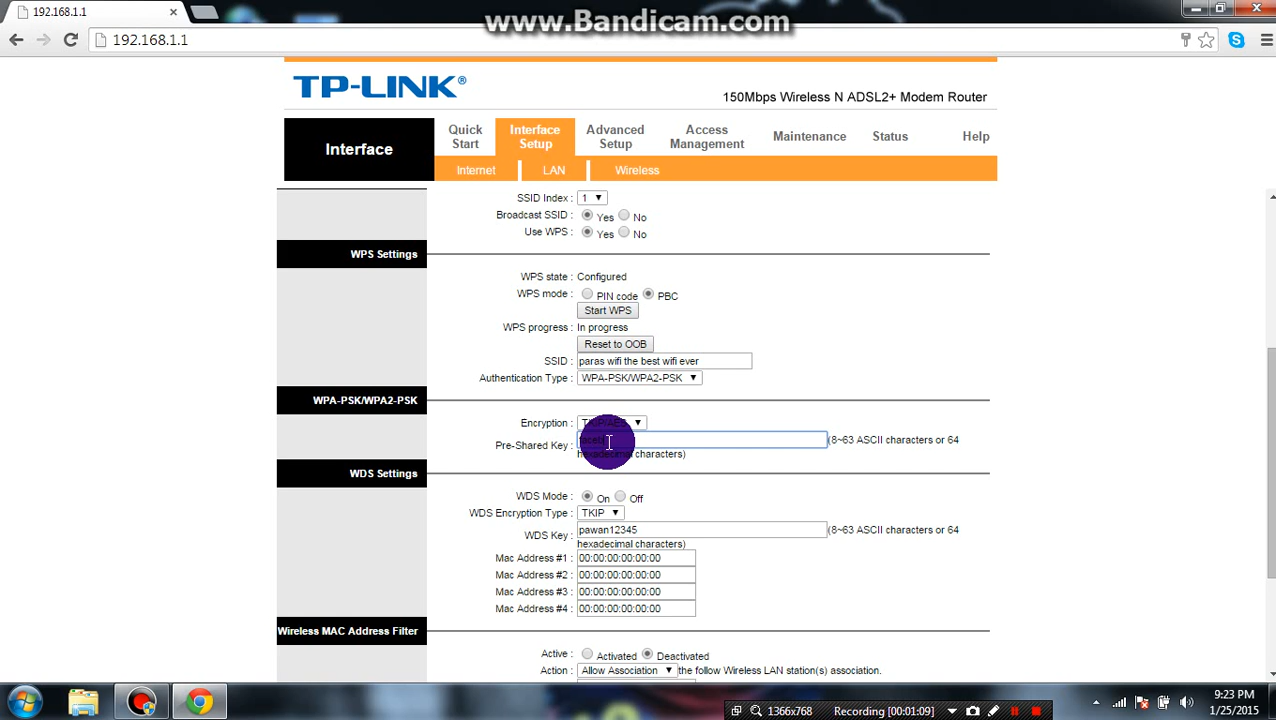 192.168.1.1
www.Bandicam.com
192.168.1.1
TP-LINK®
150Mbps Wireless N ADSL2+ Modem Router
Interface
Quick Start
Interface Setup
Advanced Setup
Access Management
Maintenance
Status
Help
Internet
LAN
Wireless
SSID Index : 1
Broadcast SSID : Yes No
Use WPS : Yes No
WPS Settings
WPS state : Configured
WPS mode : PIN code PBC
Start WPS
WPS progress : In progress
Reset to OOB
SSID : paras wifi the best wifi ever
Authentication Type : WPA-PSK/WPA2-PSK
WPA-PSK/WPA2-PSK
Encryption : TKIP/AES
Pre-Shared Key : (8~63 ASCII characters or 64
hexadecimal characters)
WDS Settings
WDS Mode : On Off
WDS Encryption Type : TKIP
WDS Key : pawan12345 (8~63 ASCII characters or 64
hexadecimal characters)
Mac Address #1 : 00:00:00:00:00:00
Mac Address #2 : 00:00:00:00:00:00
Mac Address #3 : 00:00:00:00:00:00
Mac Address #4 : 00:00:00:00:00:00
Wireless MAC Address Filter
Active : Activated Deactivated
Action : Allow Association the follow Wireless LAN station(s) association.
1366x768 Recording [00:01:09]
9:23 PM
1/25/2015